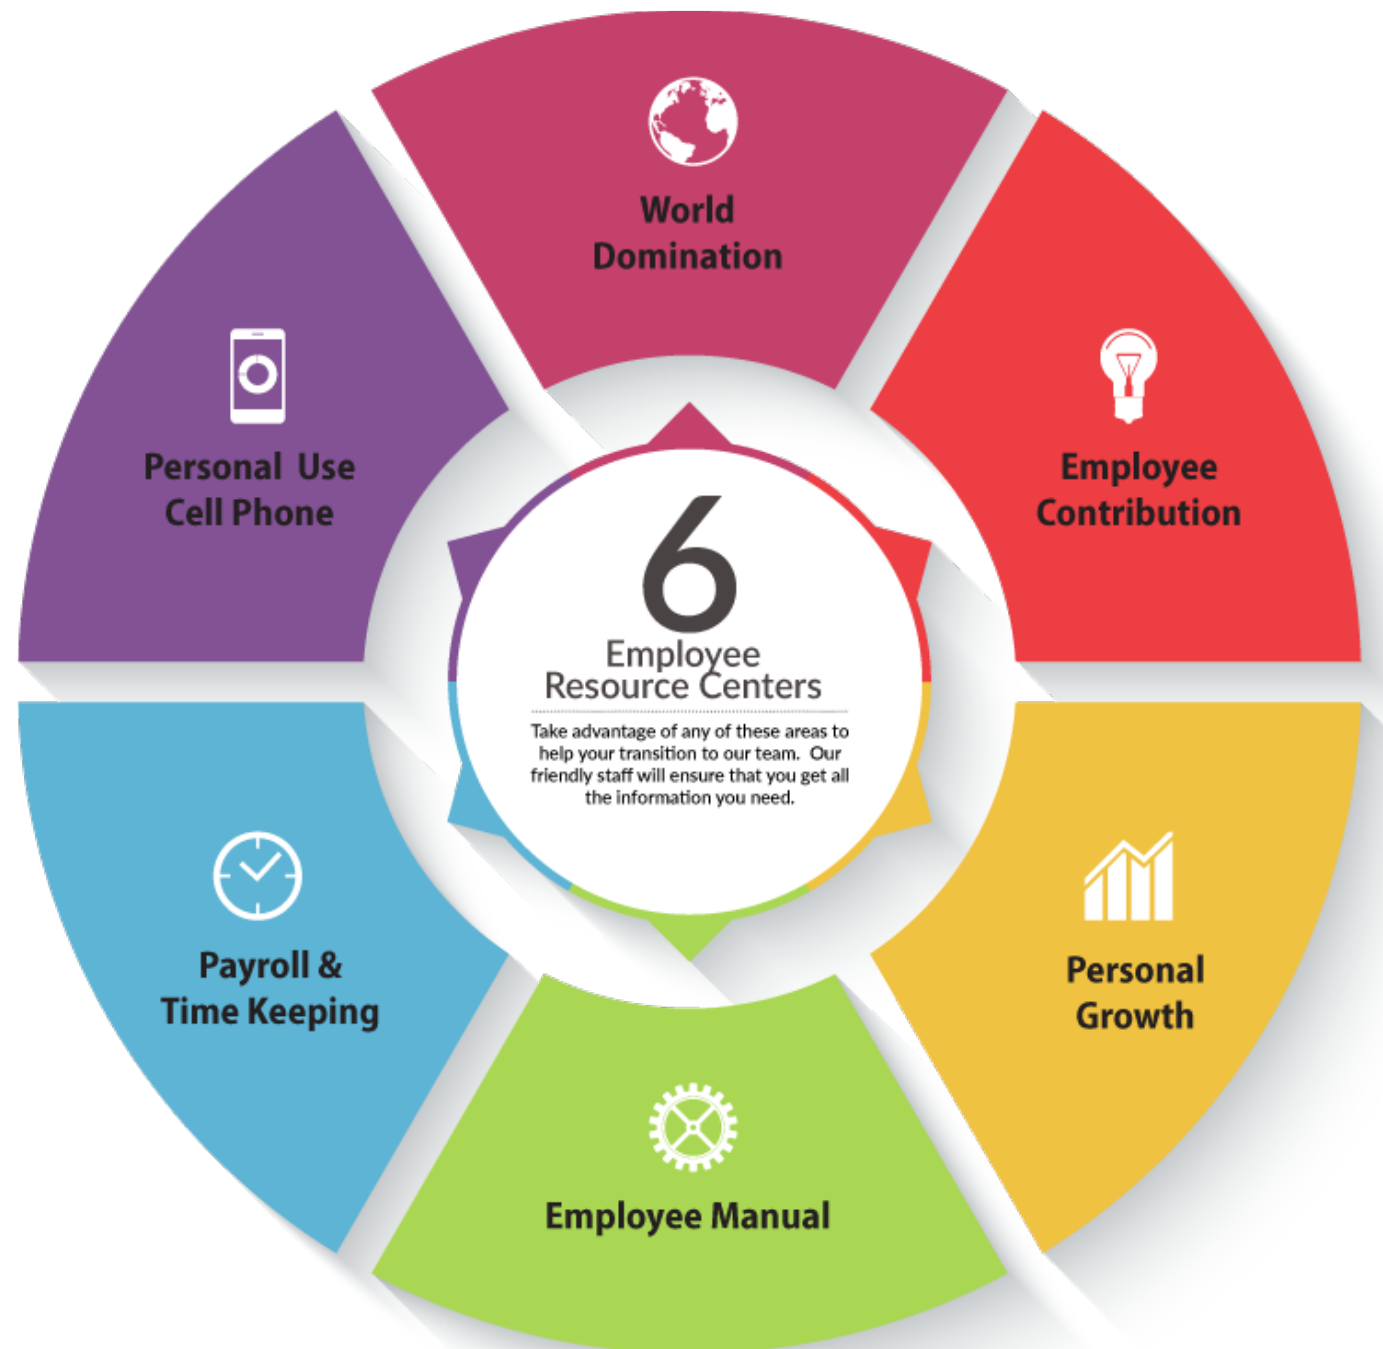 World
Domination
Employee
Contribution
Personal
Growth
Employee Manual
Payroll &
Time Keeping
Personal  Use
Cell Phone
6
Employee
Resource Centers
Take advantage of any of these areas to
help your transition to our team.  Our
friendly staff will ensure that you get all
the information you need.